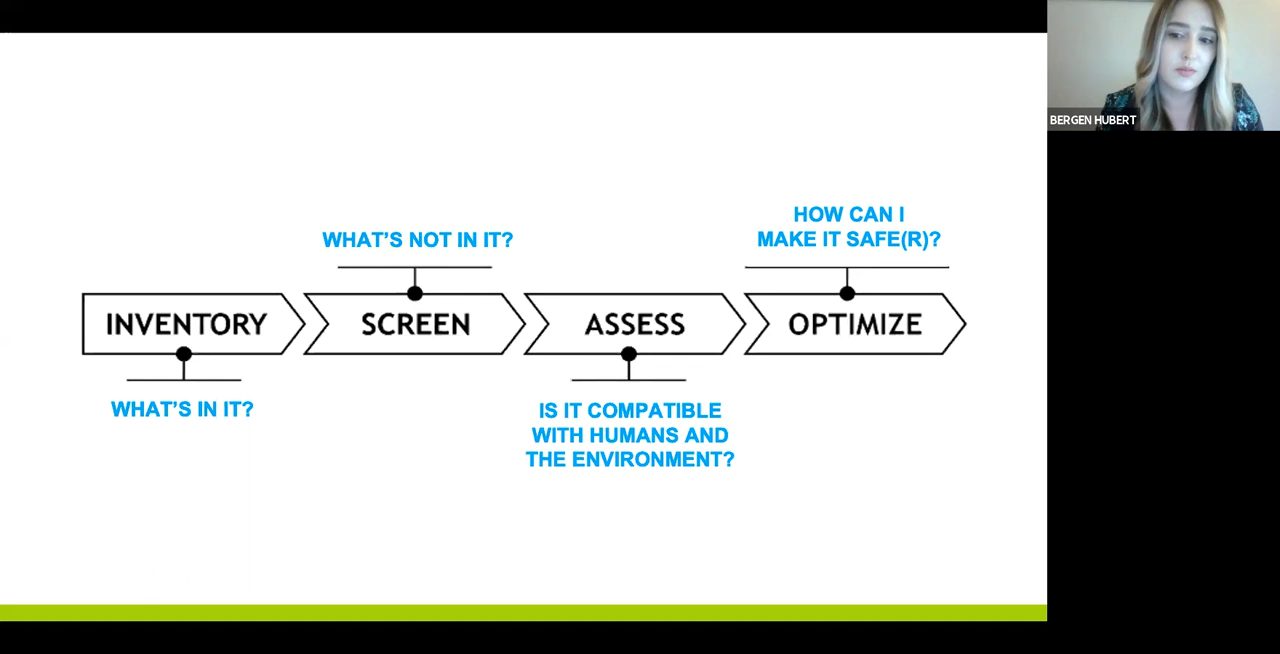 BERGEN HUBERT
HOW CAN I
MAKE IT SAFE(R)?
WHAT'S NOT IN IT?
INVENTORY
SCREEN
ASSESS
OPTIMIZE
WHAT'S IN IT?
IS IT COMPATIBLE
WITH HUMANS AND
THE ENVIRONMENT?